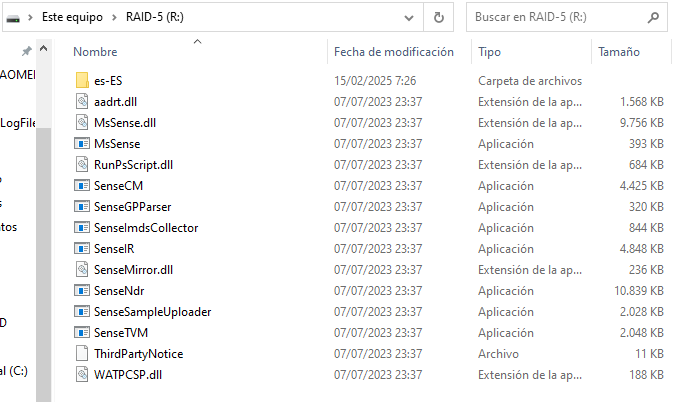 Este equipo > RAID-5 (R:)
Buscar en RAID-5 (R:)
Nombre Fecha de modificación Tipo Tamaño
es-ES 15/02/2025 7:26 Carpeta de archivos
aadrt.dll 07/07/2023 23:37 Extensión de la ap... 1.568 KB
MsSense.dll 07/07/2023 23:37 Extensión de la ap... 9.756 KB
MsSense 07/07/2023 23:37 Aplicación 393 KB
RunPsScript.dll 07/07/2023 23:37 Extensión de la ap... 684 KB
SenseCM 07/07/2023 23:37 Aplicación 4.425 KB
SenseGPParser 07/07/2023 23:37 Aplicación 320 KB
SenseImdsCollector 07/07/2023 23:37 Aplicación 844 KB
SenseIR 07/07/2023 23:37 Aplicación 4.848 KB
SenseMirror.dll 07/07/2023 23:37 Extensión de la ap... 236 KB
SenseNdr 07/07/2023 23:37 Aplicación 10.839 KB
SenseSampleUploader 07/07/2023 23:37 Aplicación 2.028 KB
SenseTVM 07/07/2023 23:37 Aplicación 2.048 KB
ThirdPartyNotice 07/07/2023 23:37 Archivo 11 KB
WATPCSP.dll 07/07/2023 23:37 Extensión de la ap... 188 KB
AOMEI
LogFile
tos
D
al (C:)